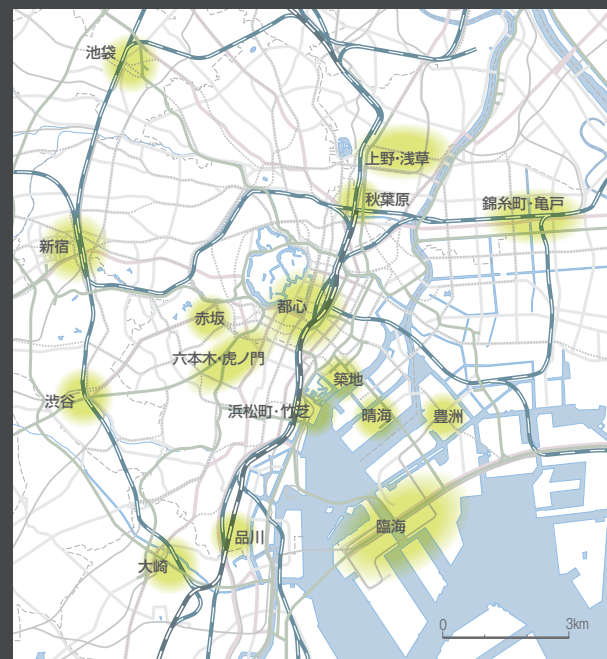 池袋
上野・浅草
秋葉原
錦糸町・亀戸
新宿
都心
赤坂
六本木・虎ノ門
築地
渋谷
浜松町・竹芝
晴海
豊洲
臨海
品川
大崎
0 3km